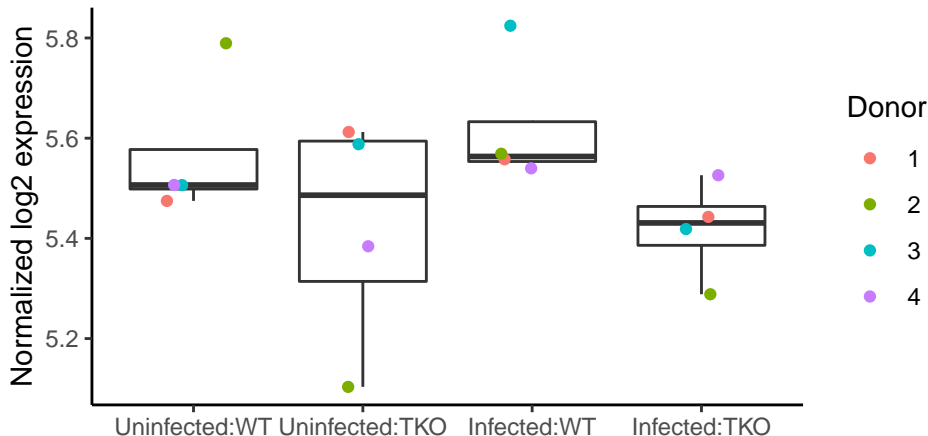 Normalized log2 expression
5.8
5.6
5.4
5.2
Uninfected:WT Uninfected:TKO Infected:WT Infected:TKO
Donor
1
2
3
4